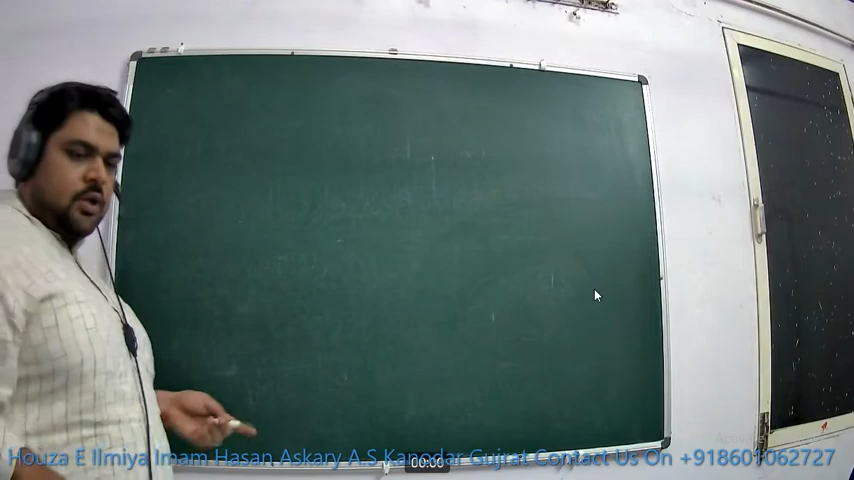 Houza E Ilmiya Imam Hasan Askary A.S Kanodar Gujrat Contact Us On +918601062727
00:00